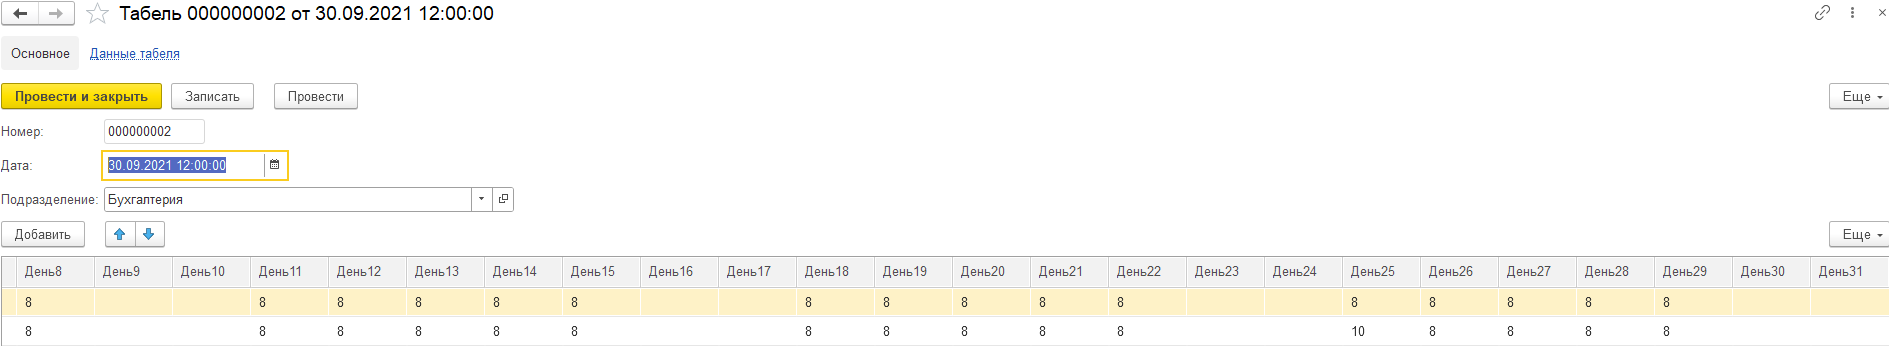 Табель 000000002 от 30.09.2021 12:00:00
Основное Данные табеля
Провести и закрыть Записать Провести Еще
Номер: 000000002
Дата: 30.09.2021 12:00:00
Подразделение: Бухгалтерия
Добавить Еще
День8 День9 День10 День11 День12 День13 День14 День15 День16 День17 День18 День19 День20 День21 День22 День23 День24 День25 День26 День27 День28 День29 День30 День31
8 8 8 8 8 8 8 8 8 8 8 8 8 8 8 8
8 8 8 8 8 8 8 8 8 8 8 10 8 8 8 8